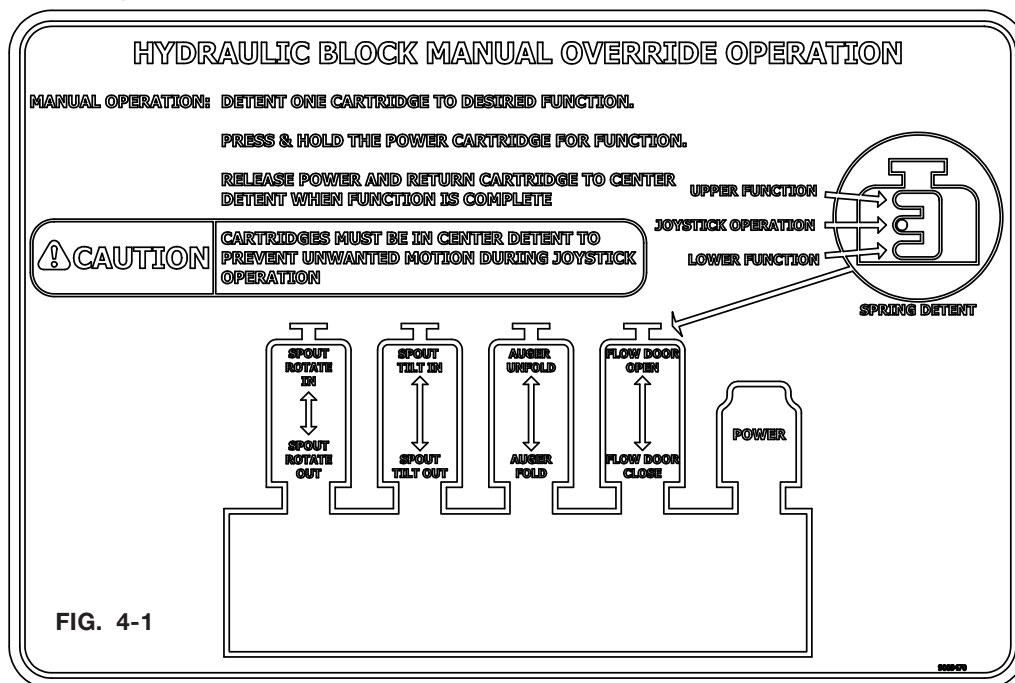 HYDRAULIC BLOCK MANUAL OVERRIDE OPERATION
MANUAL OPERATION: DETENT ONE CARTRIDGE TO DESIRED FUNCTION.
PRESS & HOLD THE POWER CARTRIDGE FOR FUNCTION.
RELEASE POWER AND RETURN CARTRIDGE TO CENTER
DETENT WHEN FUNCTION IS COMPLETE
CAUTION
CARTRIDGES MUST BE IN CENTER DETENT TO
PREVENT UNWANTED MOTION DURING JOYSTICK
OPERATION
UPPER FUNCTION
JOYSTICK OPERATION
LOWER FUNCTION
SPRING DETENT
SPOUT
ROTATE
IN
SPOUT
ROTATE
OUT
SPOUT
TILT IN
SPOUT
TILT OUT
AUGER
UNFOLD
AUGER
FOLD
FLOW DOOR
OPEN
FLOW DOOR
CLOSE
POWER
FIG. 4-1